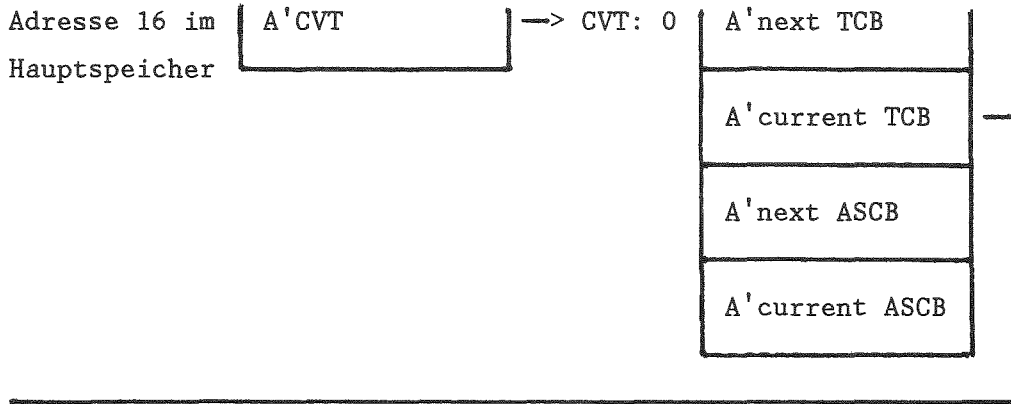 Adresse 16 im A'CVT —> CVT: 0 A'next TCB
Hauptspeicher
A'current TCB —
A'next ASCB
A'current ASCB